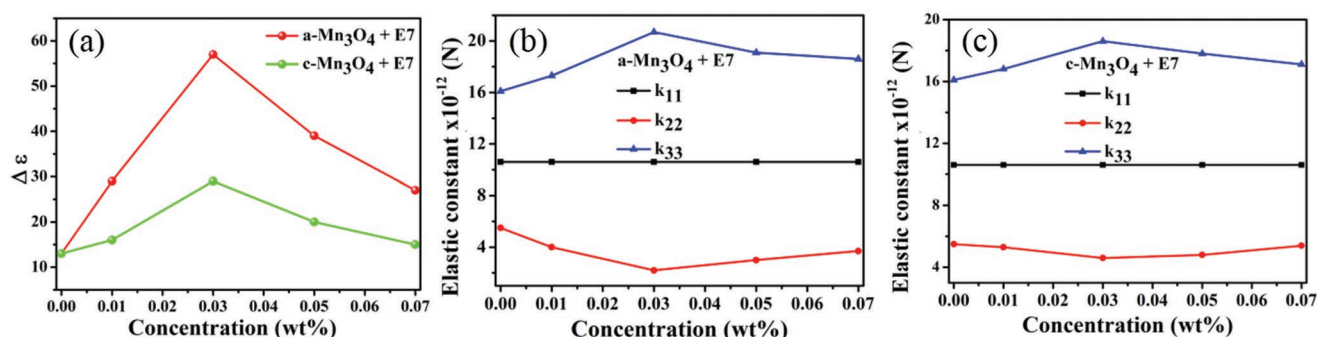 (a)
a-Mn₃O₄ + E7
c-Mn₃O₄ + E7
Δ ε
60
50
40
30
20
10
0.00 0.01 0.02 0.03 0.04 0.05 0.06 0.07
Concentration (wt%)
(b)
a-Mn₃O₄ + E7
k₁₁
k₂₂
k₃₃
Elastic constant x10⁻¹² (N)
20
16
12
8
4
0.00 0.01 0.02 0.03 0.04 0.05 0.06 0.07
Concentration (wt%)
(c)
c-Mn₃O₄ + E7
k₁₁
k₂₂
k₃₃
Elastic constant x10⁻¹² (N)
20
16
12
8
4
0.00 0.01 0.02 0.03 0.04 0.05 0.06 0.07
Concentration (wt%)